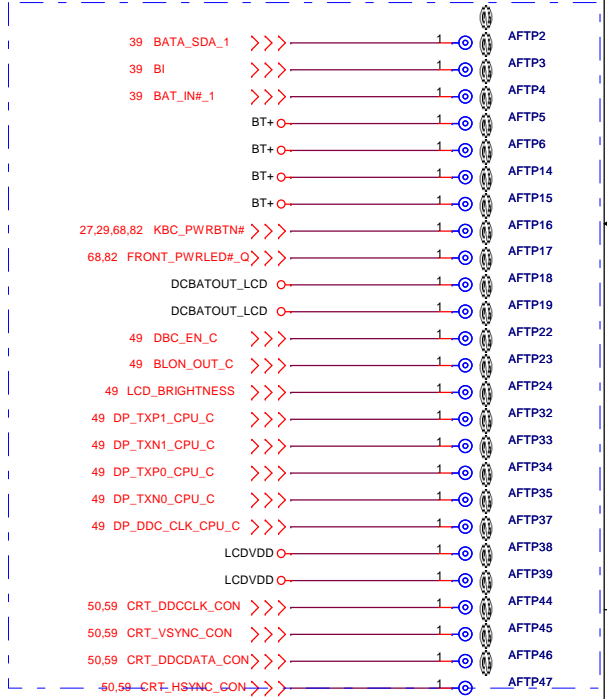 39 BATA_SDA_1 1 AFTP2
39 BI 1 AFTP3
39 BAT_IN#_1 1 AFTP4
BT+ 1 AFTP5
BT+ 1 AFTP6
BT+ 1 AFTP14
BT+ 1 AFTP15
27,29,68,82 KBC_PWRBTN# 1 AFTP16
68,82 FRONT_PWRLED#_Q 1 AFTP17
DCBATOUT_LCD 1 AFTP18
DCBATOUT_LCD 1 AFTP19
49 DBC_EN_C 1 AFTP22
49 BLON_OUT_C 1 AFTP23
49 LCD_BRIGHTNESS 1 AFTP24
49 DP_TXP1_CPU_C 1 AFTP32
49 DP_TXN1_CPU_C 1 AFTP33
49 DP_TXP0_CPU_C 1 AFTP34
49 DP_TXN0_CPU_C 1 AFTP35
49 DP_DDC_CLK_CPU_C 1 AFTP37
LCDVDD 1 AFTP38
LCDVDD 1 AFTP39
50,59 CRT_DDCCLK_CON 1 AFTP44
50,59 CRT_VSYNC_CON 1 AFTP45
50,59 CRT_DDCDATA_CON 1 AFTP46
50,59 CRT_HSYNC_CON 1 AFTP47